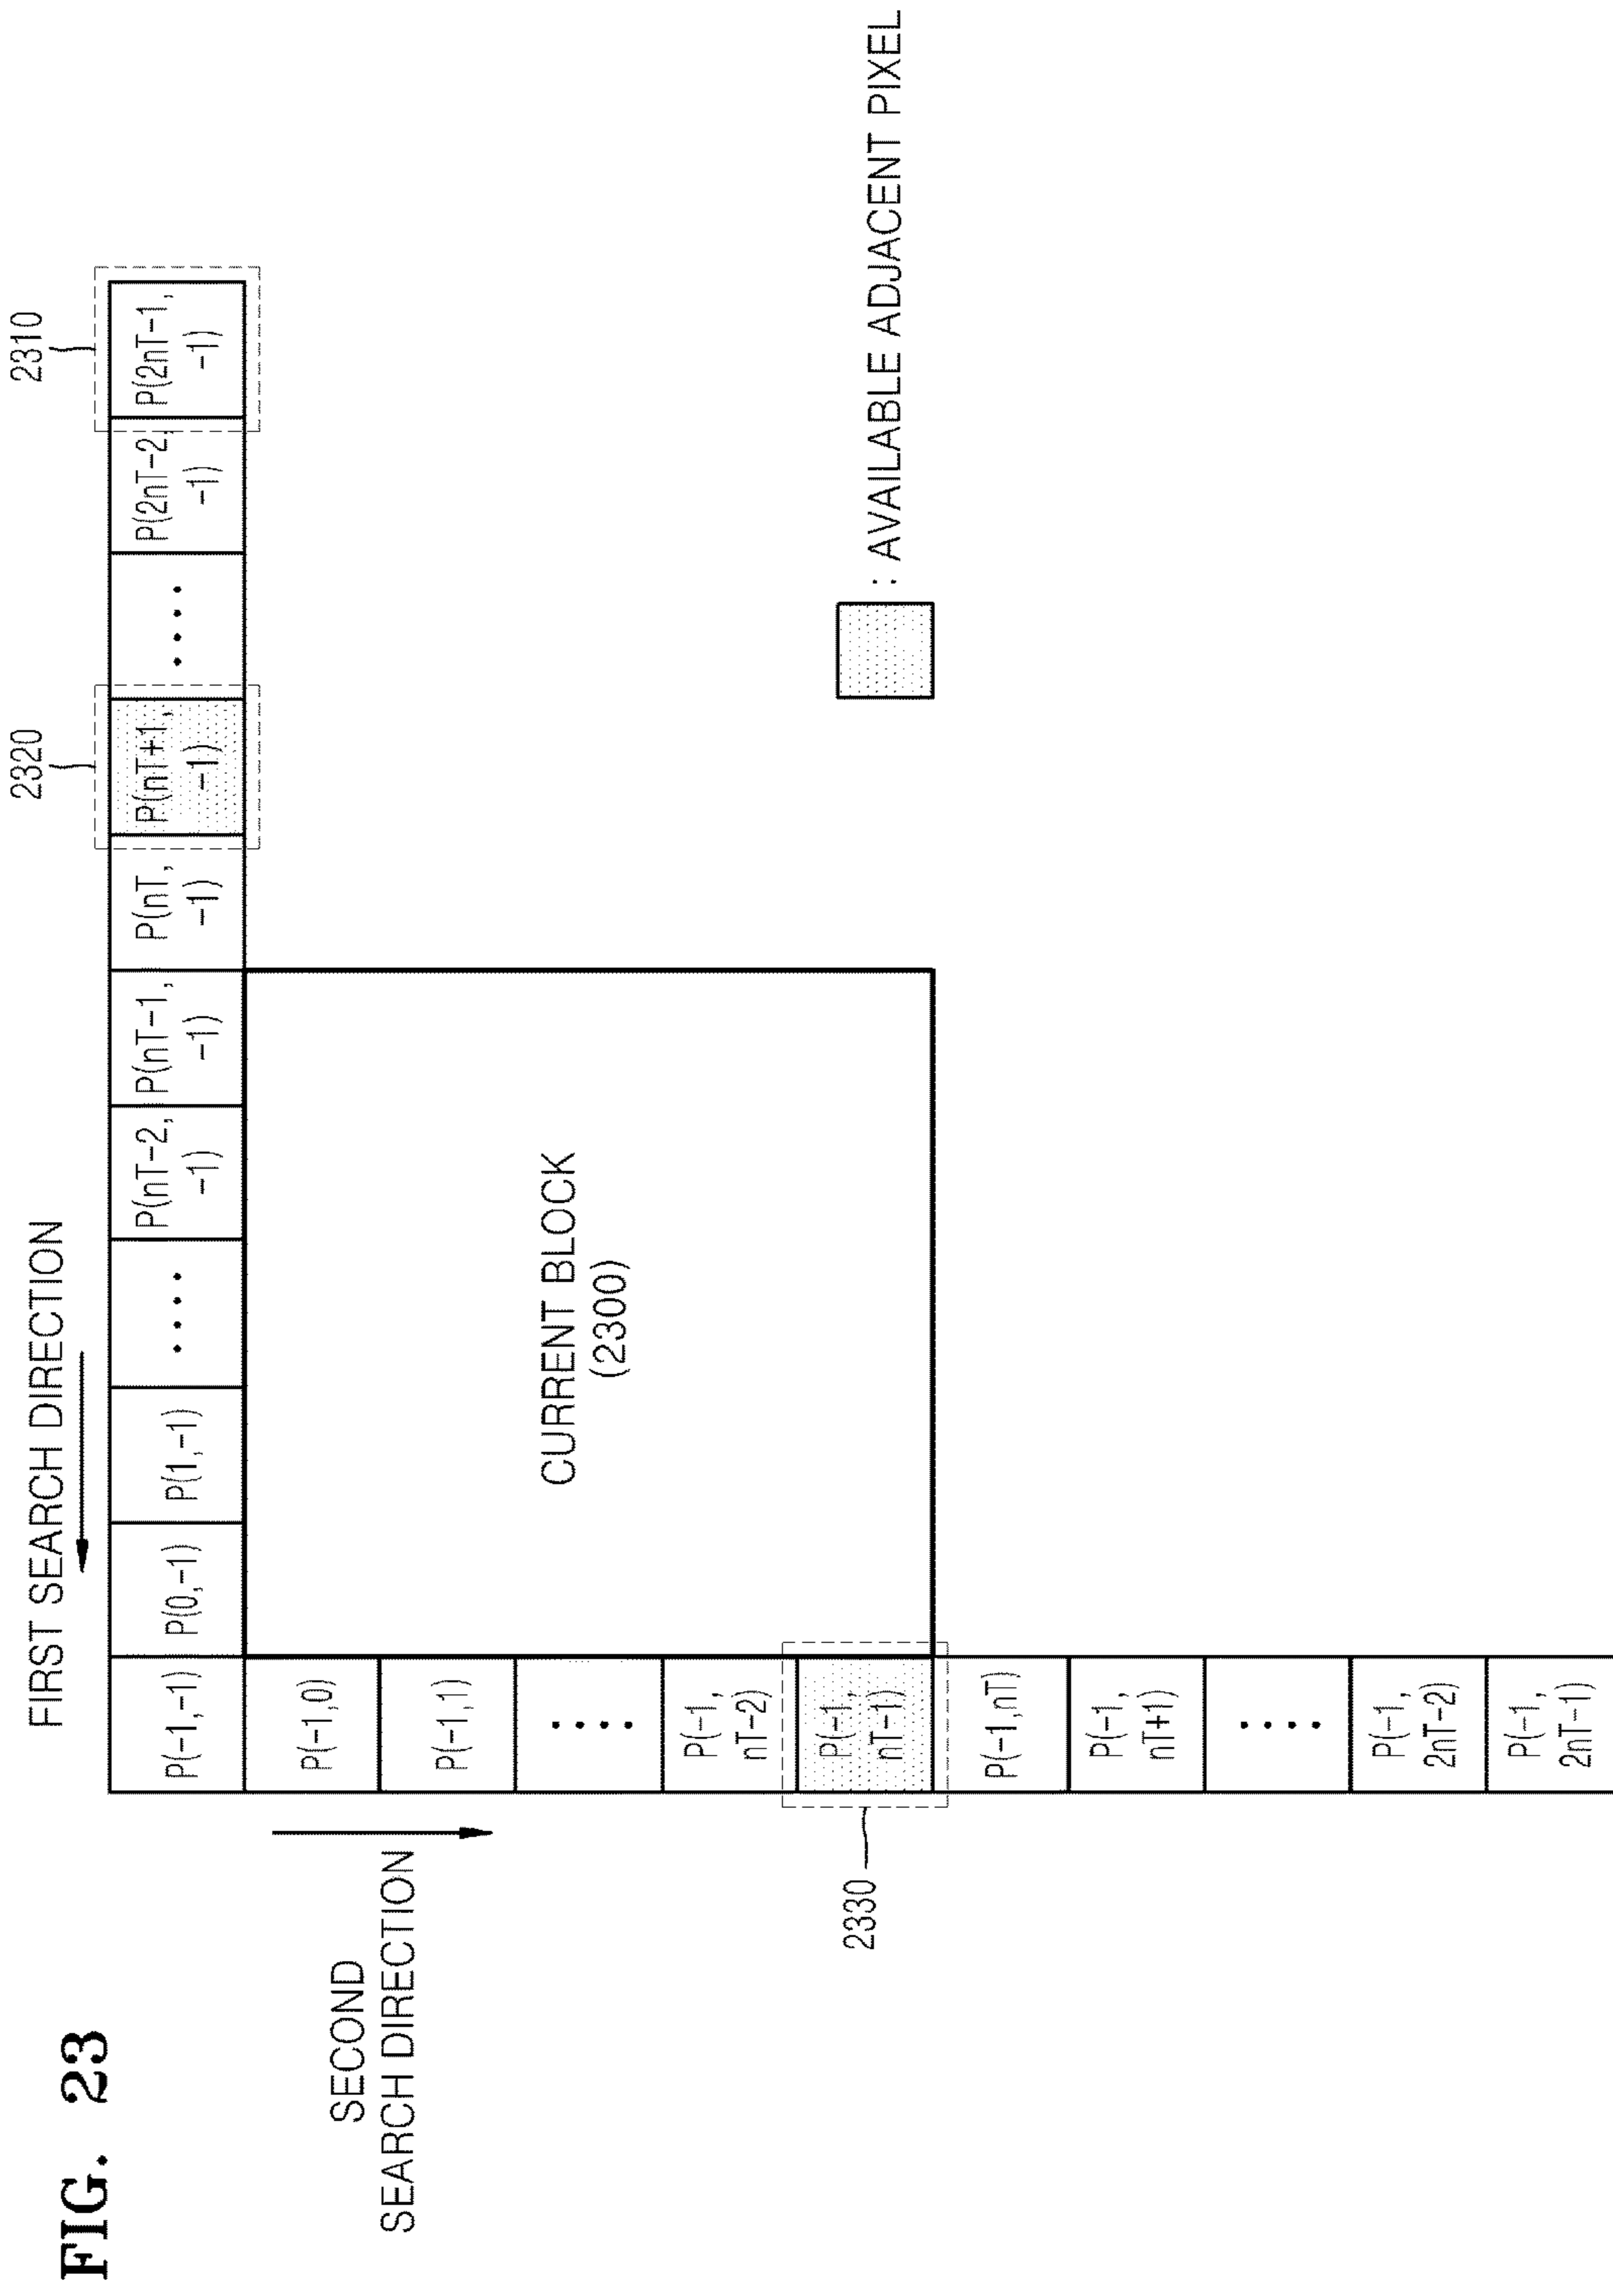 FIG. 23
FIRST SEARCH DIRECTION
2320
2310
P(-1,-1)
P(0,-1)
P(1,-1)
....
P(nT-2,
-1)
P(nT-1,
-1)
P(nT,
-1)
P(nT+1,
-1)
....
P(2nT-2,
-1)
P(2nT-1,
-1)
SECOND
SEARCH DIRECTION
P(-1,0)
P(-1,1)
....
P(-1,
nT-2)
P(-1,
nT-1)
P(-1,nT)
P(-1,
nT+1)
....
P(-1,
2nT-2)
P(-1,
2nT-1)
2330
CURRENT BLOCK
(2300)
: AVAILABLE ADJACENT PIXEL